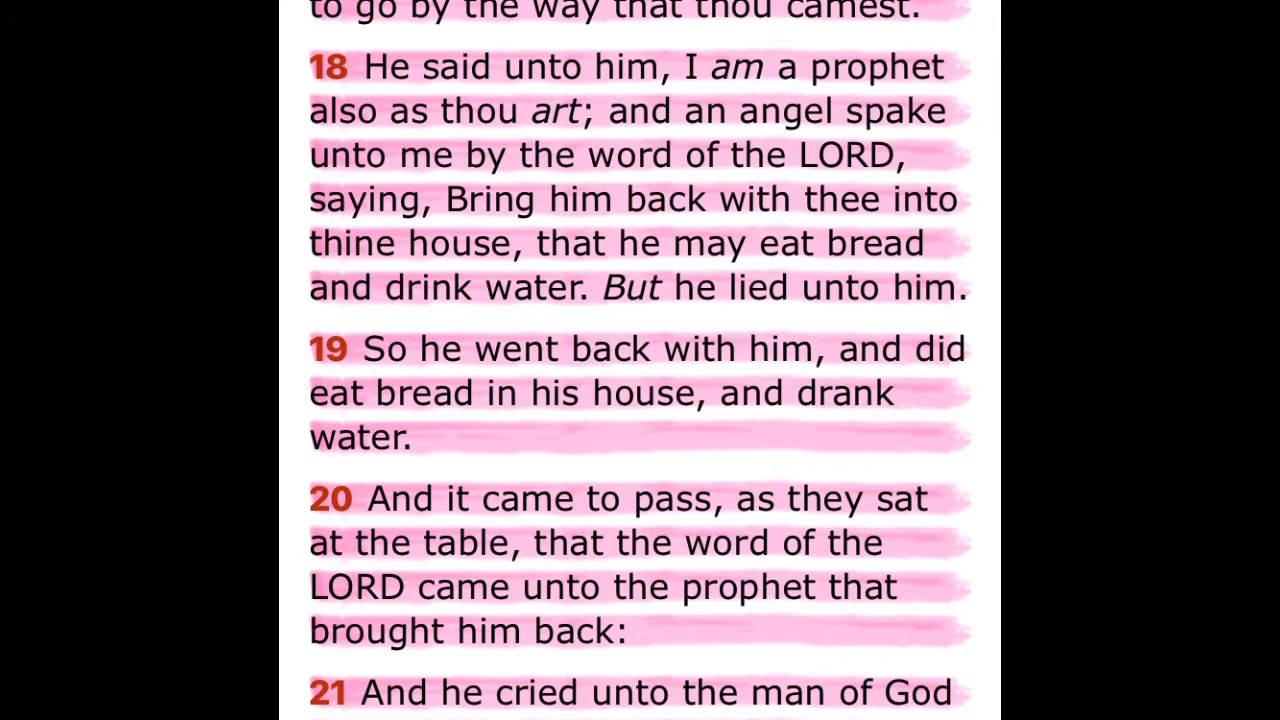 to go by the way that thou camest.
18 He said unto him, I am a prophet
also as thou art; and an angel spake
unto me by the word of the LORD,
saying, Bring him back with thee into
thine house, that he may eat bread
and drink water. But he lied unto him.
19 So he went back with him, and did
eat bread in his house, and drank
water.
20 And it came to pass, as they sat
at the table, that the word of the
LORD came unto the prophet that
brought him back:
21 And he cried unto the man of God